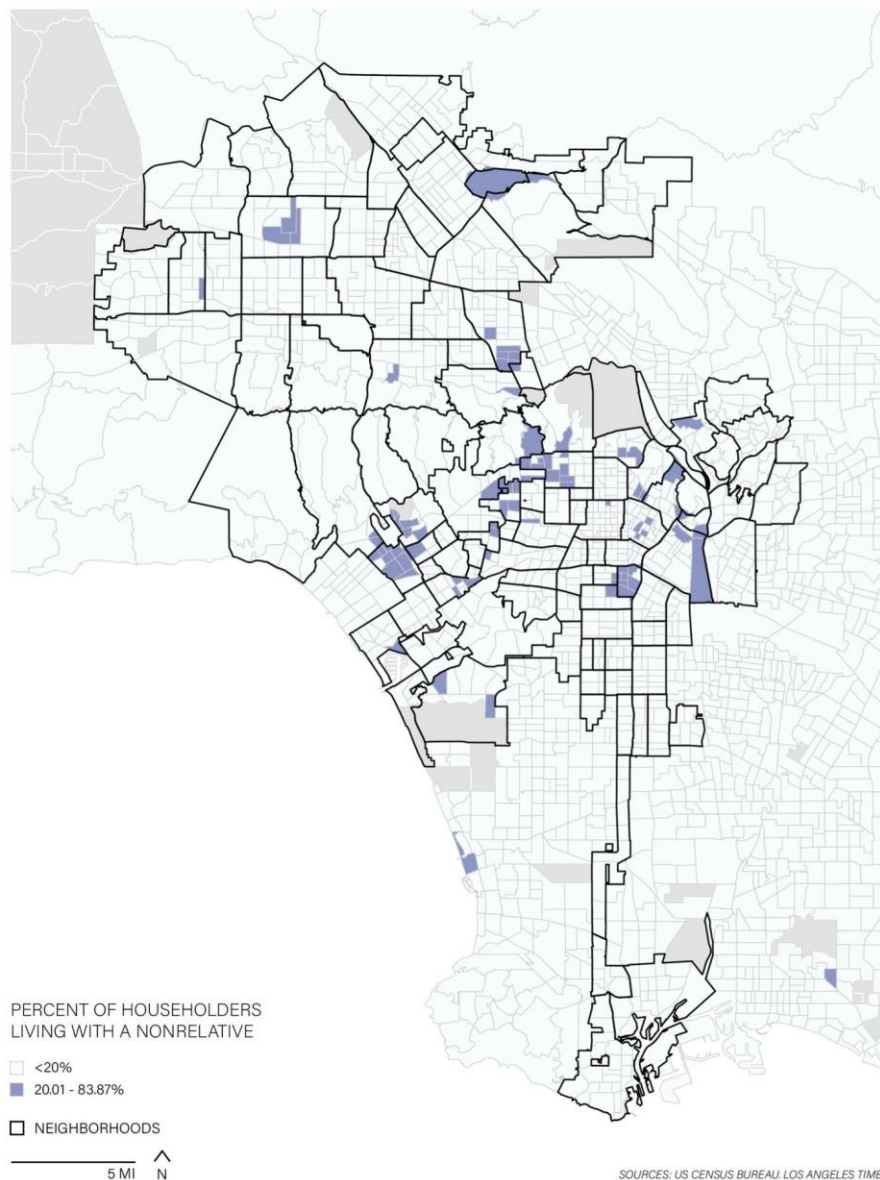 PERCENT OF HOUSEHOLDERS
LIVING WITH A NONRELATIVE
<20%
20.01 - 83.87%
NEIGHBORHOODS
5 MI
N
SOURCES: US CENSUS BUREAU. LOS ANGELES TIME